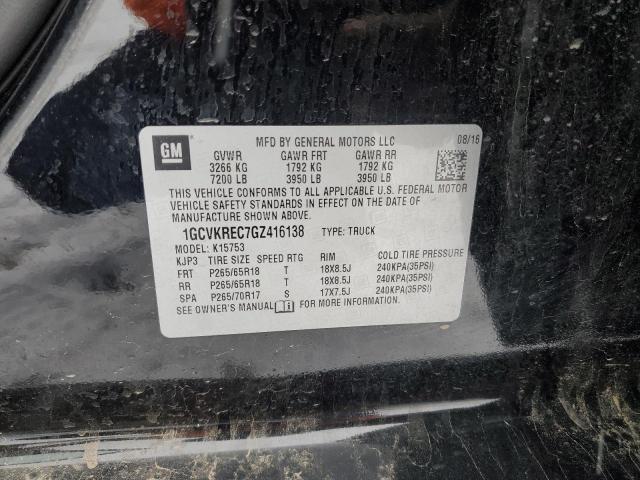 GM
MFD BY GENERAL MOTORS LLC 08/16
GVWR GAWR FRT GAWR RR
3266 KG 1792 KG 1792 KG
7200 LB 3950 LB 3950 LB
THIS VEHICLE CONFORMS TO ALL APPLICABLE U.S. FEDERAL MOTOR
VEHICLE SAFETY STANDARDS IN EFFECT ON THE DATE OF
MANUFACTURE SHOWN ABOVE.
1GCVKREC7GZ416138 TYPE: TRUCK
MODEL: K15753
KJP3 TIRE SIZE SPEED RTG RIM COLD TIRE PRESSURE
FRT P265/65R18 T 18X8.5J 240KPA(35PSI)
RR P265/65R18 T 18X8.5J 240KPA(35PSI)
SPA P265/70R17 S 17X7.5J 240KPA(35PSI)
SEE OWNER'S MANUAL FOR MORE INFORMATION.